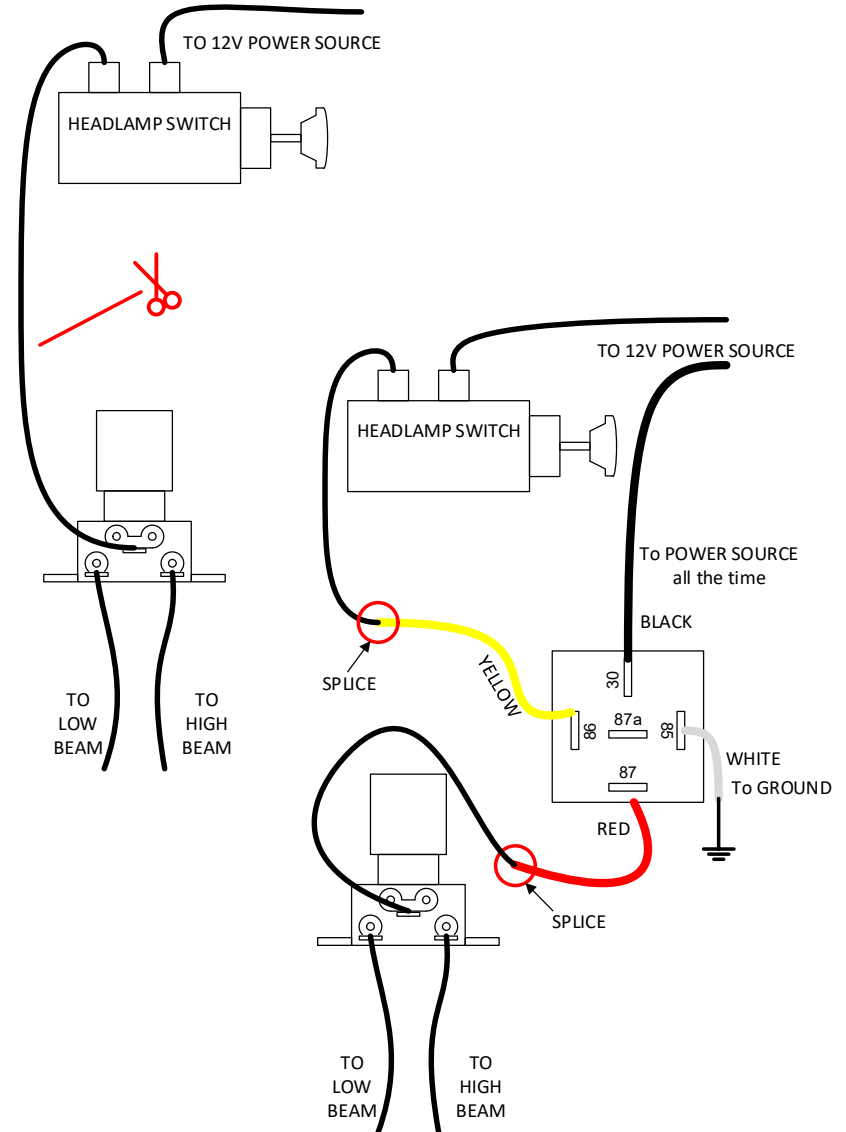 TO 12V POWER SOURCE
HEADLAMP SWITCH
TO
LOW
BEAM
TO
HIGH
BEAM
TO 12V POWER SOURCE
HEADLAMP SWITCH
To POWER SOURCE
all the time
BLACK
SPLICE
YELLOW
30
86
87a
85
87
WHITE
To GROUND
RED
SPLICE
TO
LOW
BEAM
TO
HIGH
BEAM